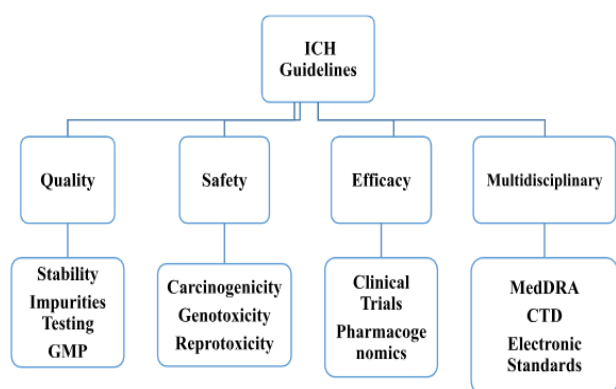 ICH
Guidelines
Quality
Safety
Efficacy
Multidisciplinary
Stability
Impurities
Testing
GMP
Carcinogenicity
Genotoxicity
Reprotoxicity
Clinical
Trials
Pharmacoge
nomics
MedDRA
CTD
Electronic
Standards